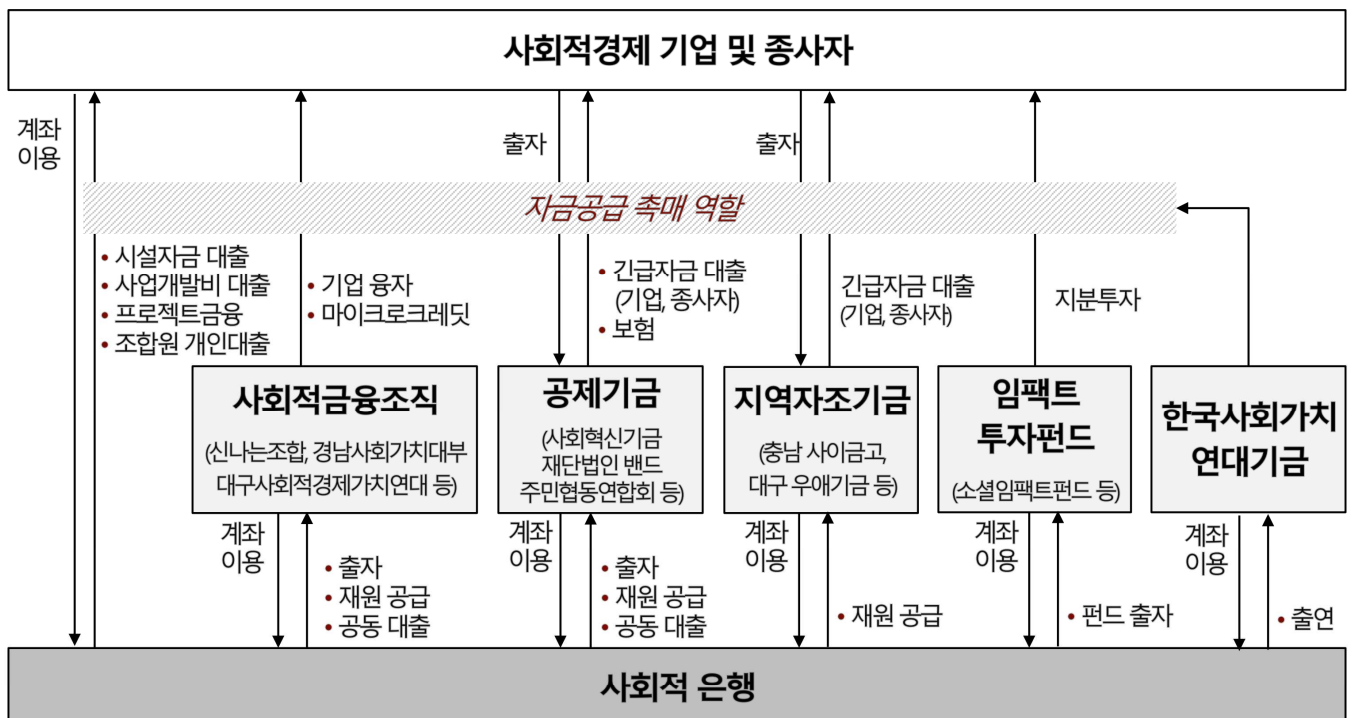 사회적경제 기업 및 종사자
계좌
이용
출자
출자
자금공급 촉매 역할
• 시설자금 대출
• 사업개발비 대출
• 프로젝트금융
• 조합원 개인대출
• 기업 융자
• 마이크로크레딧
• 긴급자금 대출
(기업, 종사자)
• 보험
긴급자금 대출
(기업, 종사자)
지분투자
사회적금융조직
(신나는조합, 경남사회가치대부
대구사회적경제가치연대 등)
공제기금
(사회혁신기금
재단법인 밴드
주민협동연합회 등)
지역자조기금
(충남 사이금고,
대구 우애기금 등)
임팩트
투자펀드
(소셜임팩트펀드 등)
한국사회가치
연대기금
계좌
이용
• 출자
• 재원 공급
• 공동 대출
계좌
이용
• 출자
• 재원 공급
• 공동 대출
계좌
이용
• 재원 공급
계좌
이용
• 펀드 출자
계좌
이용
• 출연
사회적 은행